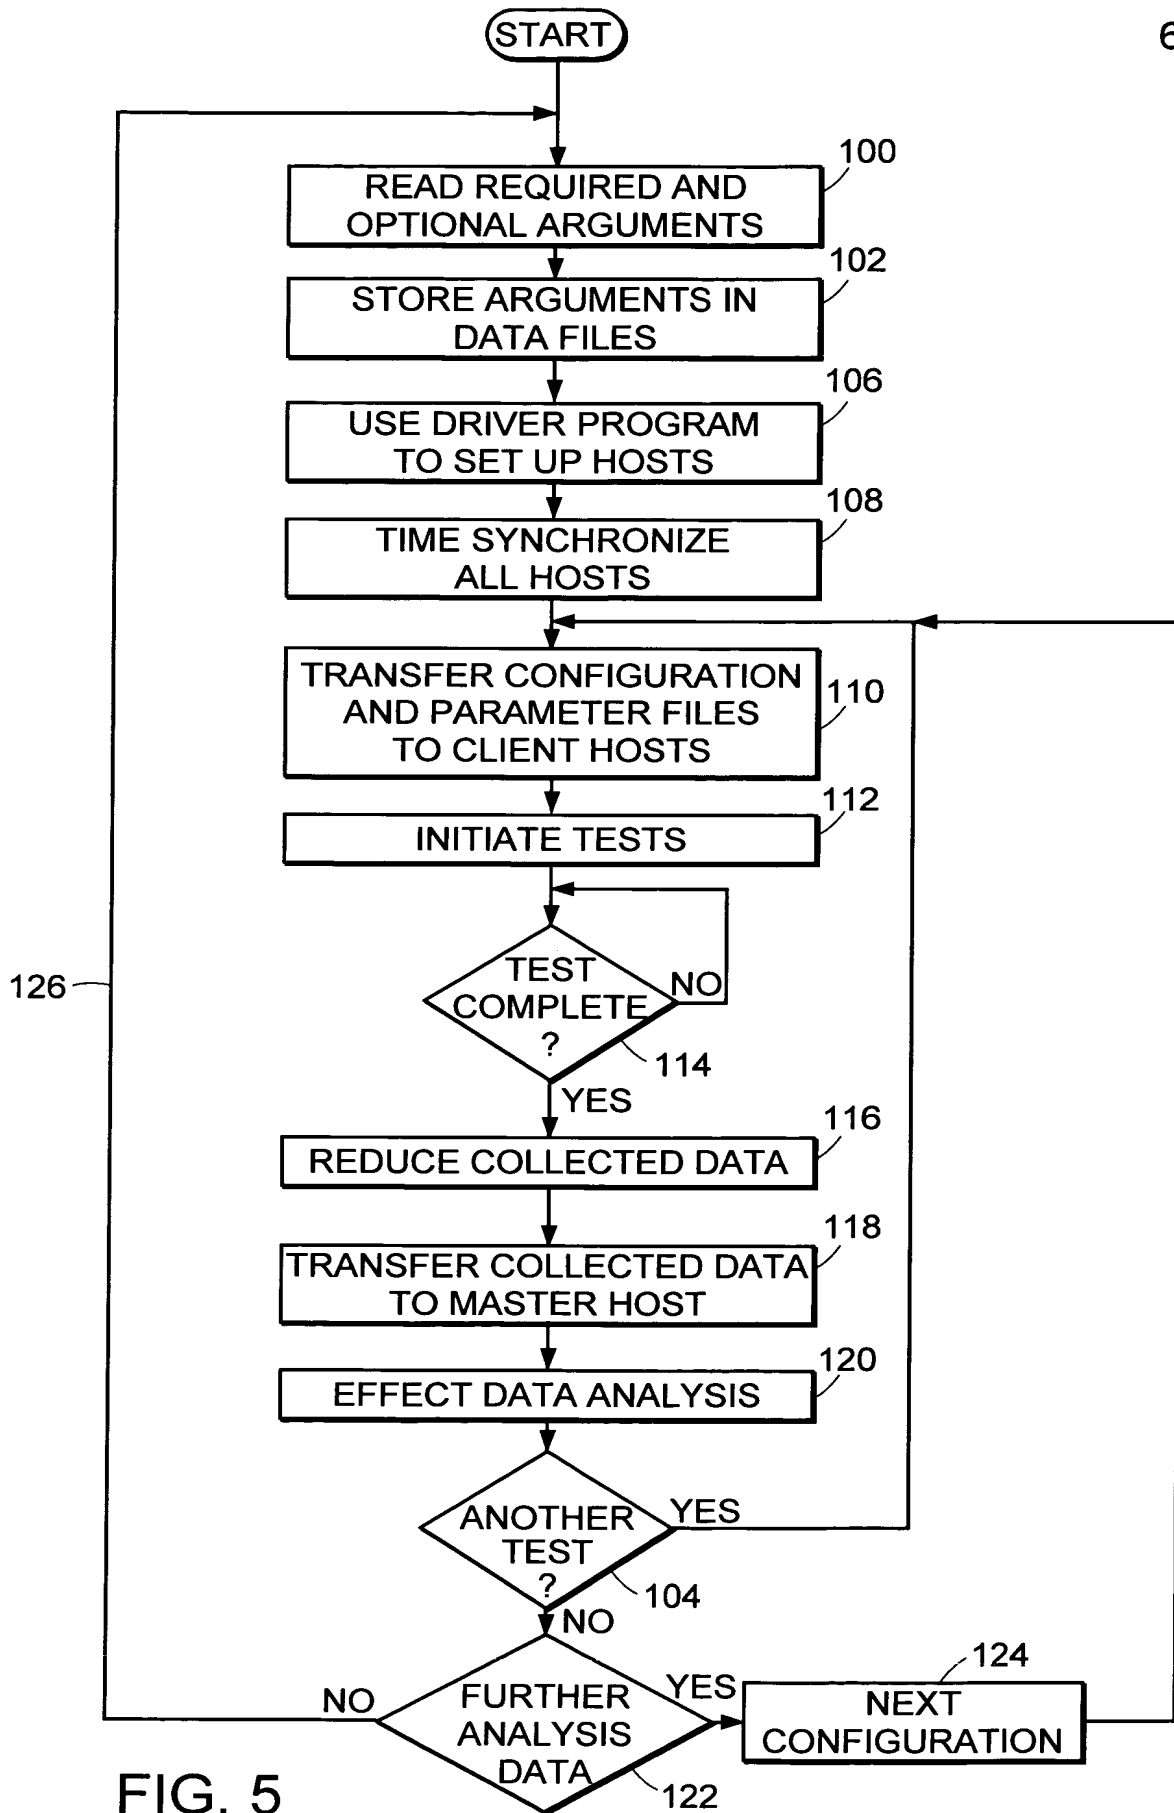 START
6
100
READ REQUIRED AND
OPTIONAL ARGUMENTS
102
STORE ARGUMENTS IN
DATA FILES
106
USE DRIVER PROGRAM
TO SET UP HOSTS
108
TIME SYNCHRONIZE
ALL HOSTS
TRANSFER CONFIGURATION
AND PARAMETER FILES
TO CLIENT HOSTS
110
112
INITIATE TESTS
126
TEST
COMPLETE
?
NO
114
YES
116
REDUCE COLLECTED DATA
118
TRANSFER COLLECTED DATA
TO MASTER HOST
120
EFFECT DATA ANALYSIS
ANOTHER
TEST
?
YES
104
NO
NO
FURTHER
ANALYSIS
DATA
YES
122
124
NEXT
CONFIGURATION
FIG. 5